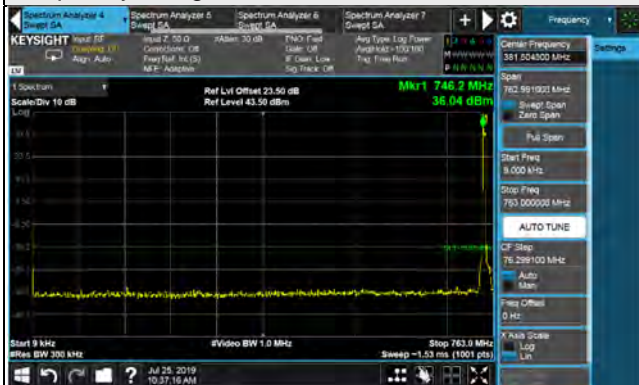 Spectrum Analyzer 4
Swept SA
Spectrum Analyzer 5
Swept SA
Spectrum Analyzer 6
Swept SA
Spectrum Analyzer 7
Swept SA
Frequency
KEYSIGHT
Input: RF
Align: Auto
Input Z: 50 Ω
Corrections: Off
Freq Ref: Int (S)
NFE: Adaptive
#Atten: 30 dB
PNO: Fast
Gate: Off
IF Gain: Low
Sig Track: Off
Avg Type: Log Power
Avg|Hold:>100/100
Trig: Free Run
Center Frequency
381.504500 MHz
Settings
Span
762.991000 MHz
Swept Span
Zero Span
Full Span
Start Freq
9.000 kHz
Stop Freq
763.000000 MHz
AUTO TUNE
CF Step
76.299100 MHz
Auto
Man
Freq Offset
0 Hz
X Axis Scale
Log
Lin
1 Spectrum
Scale/Div 10 dB
Log
Ref Lvl Offset 23.50 dB
Ref Level 43.50 dBm
Mkr1 746.2 MHz
36.04 dBm
Start 9 kHz
#Res BW 300 kHz
#Video BW 1.0 MHz
Stop 763.0 MHz
Sweep ~1.53 ms (1001 pts)
Jul 25, 2019
10:37:16 AM